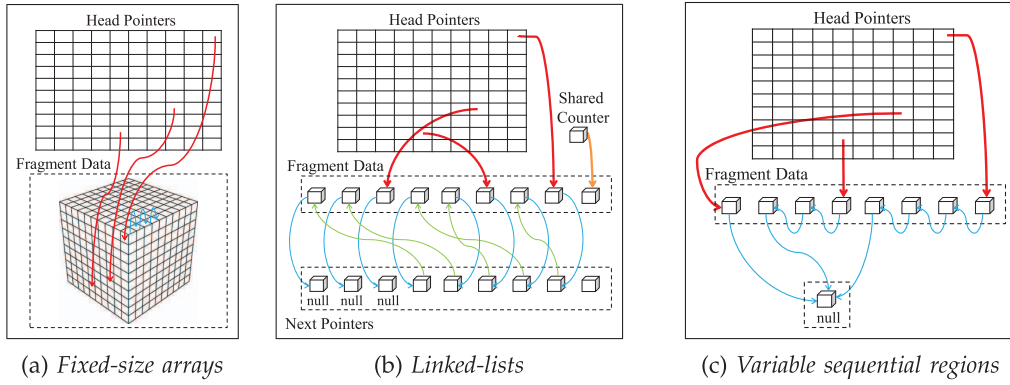 Head Pointers
Fragment Data
(a) Fixed-size arrays
Head Pointers
Shared
Counter
Fragment Data
null null null
Next Pointers
(b) Linked-lists
Head Pointers
Fragment Data
null
(c) Variable sequential regions